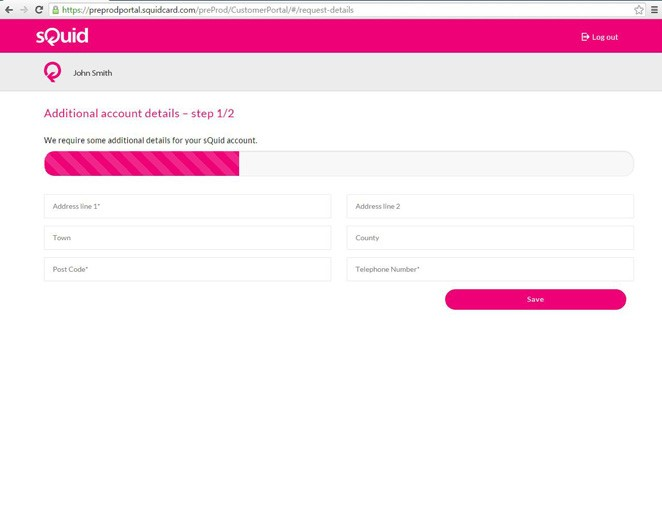 https://preprodportal.squidcard.com/preProd/CustomerPortal/#/request-details
sQuid
Log out
John Smith
Additional account details – step 1/2
We require some additional details for your sQuid account.
Address line 1*
Address line 2
Town
County
Post Code*
Telephone Number*
Save